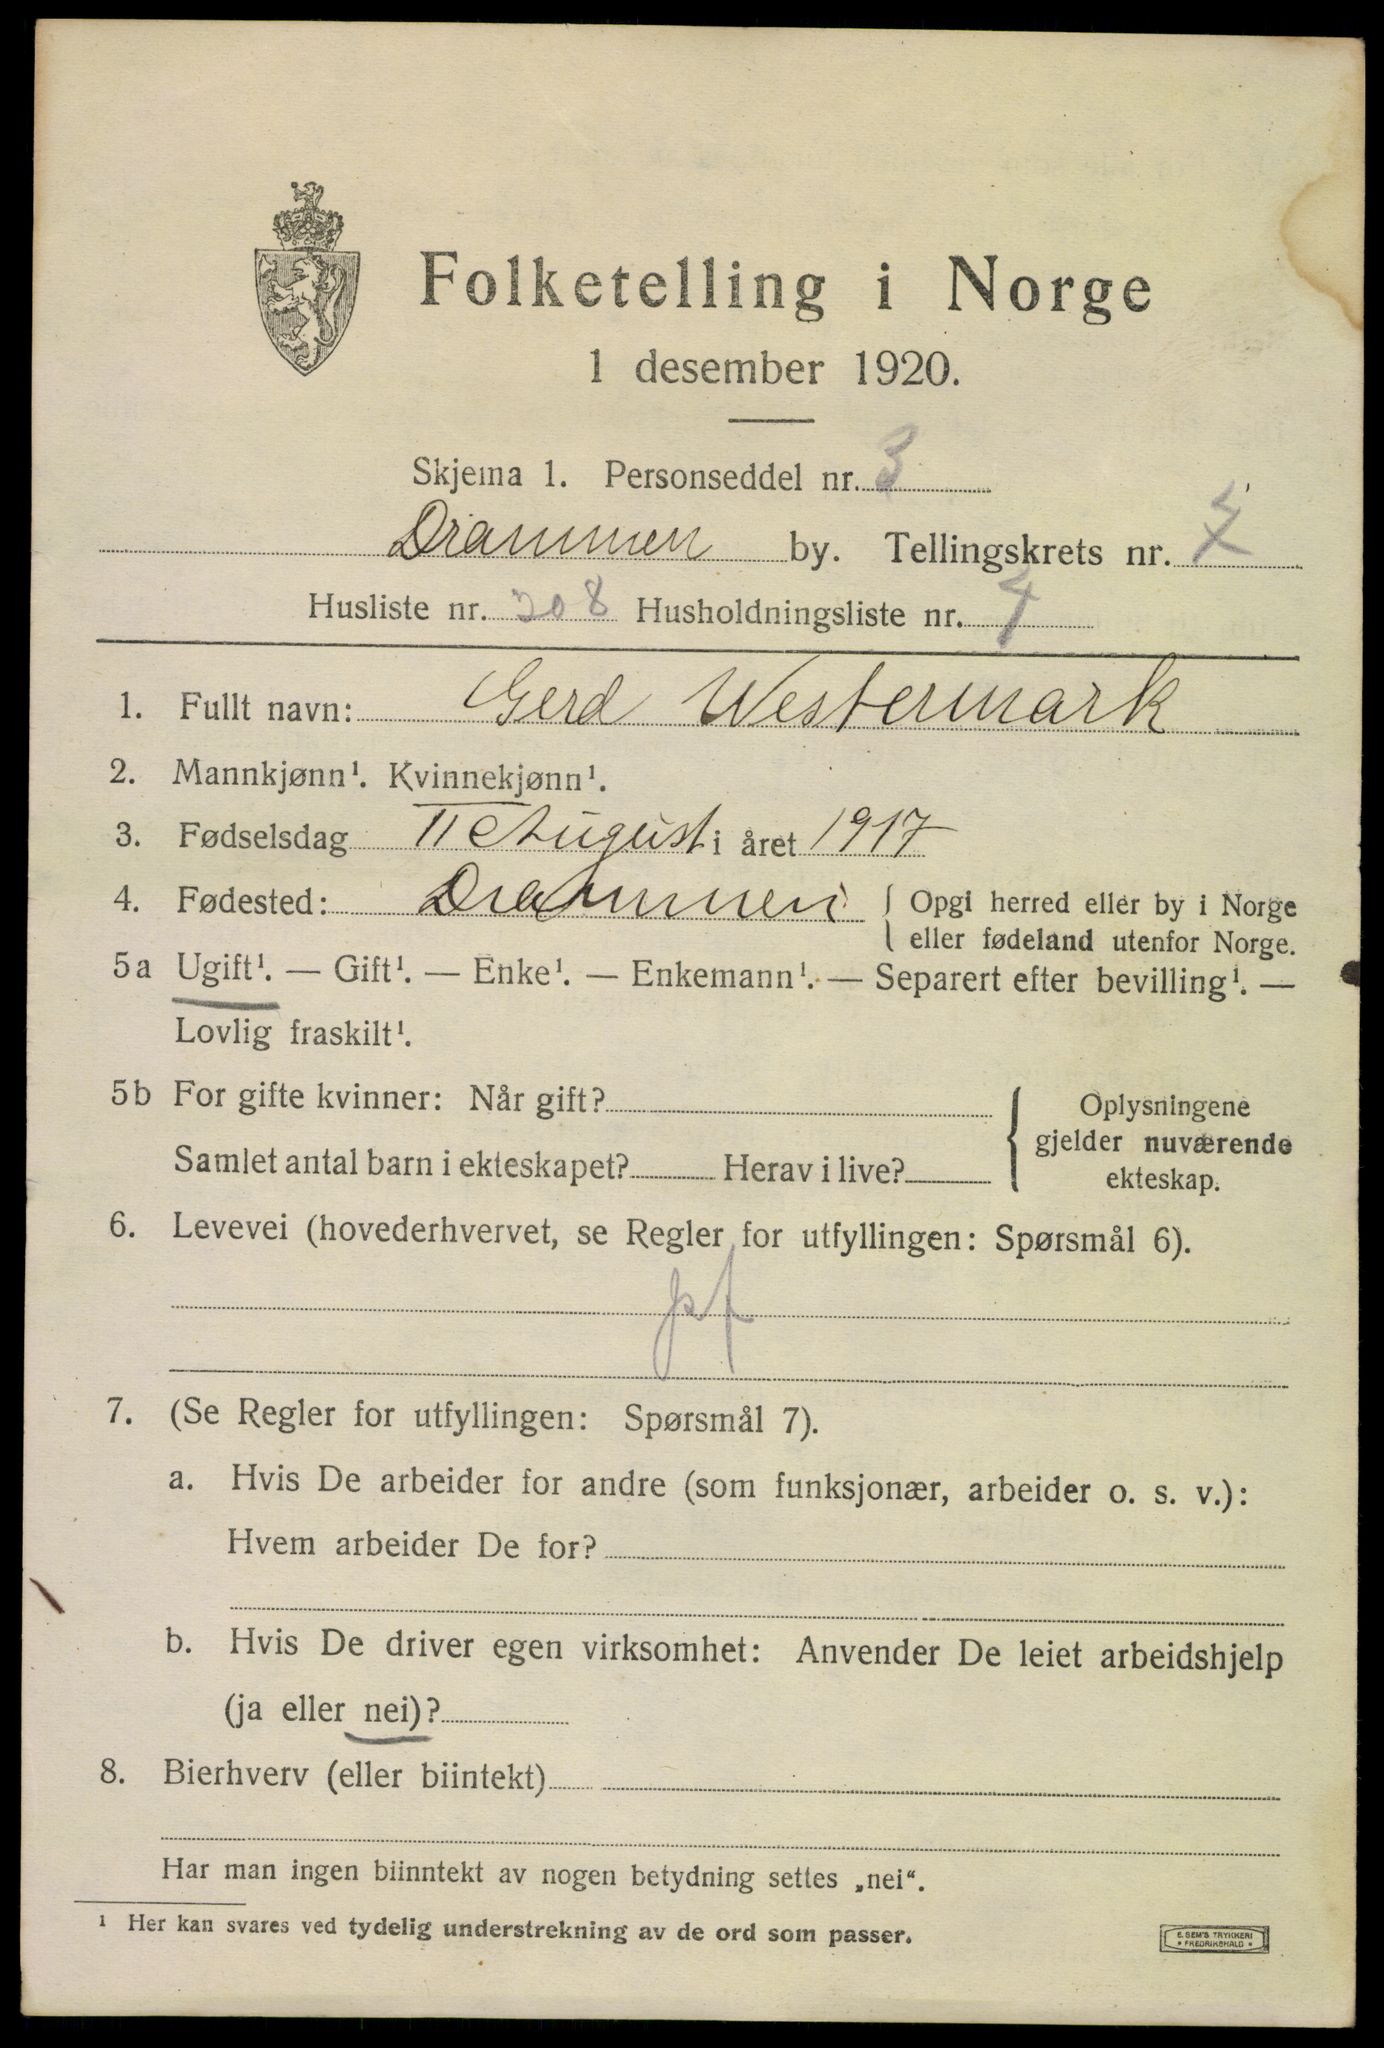 Folketelling i Norge
1 desember 1920.
Skjema 1. Personseddel nr. 3
Drammen by. Tellingskrets nr.
Husliste nr. 208 Husholdningsliste nr. 4
1. Fullt navn: Gerd Westermark
2. Mannkjønn¹. Kvinnekjønn¹.
3. Fødselsdag 11 August i året 1917
4. Fødested: Drammen { Opgi herred eller by i Norge
eller fødeland utenfor Norge.
5a Ugift¹. — Gift¹. — Enke¹. — Enkemann¹. — Separert efter bevilling¹. —
Lovlig fraskilt¹.
5b For gifte kvinner: Når gift? { Oplysningene
gjelder nuværende
Samlet antal barn i ekteskapet? Herav i live?
ekteskap.
6. Levevei (hovederhvervet, se Regler for utfyllingen: Spørsmål 6).
7. (Se Regler for utfyllingen: Spørsmål 7).
a. Hvis De arbeider for andre (som funksjonær, arbeider o. s. v.):
Hvem arbeider De for?
b. Hvis De driver egen virksomhet: Anvender De leiet arbeidshjelp
(ja eller nei)?
8. Bierhverv (eller biintekt)
Har man ingen biinntekt av nogen betydning settes „nei“.
¹ Her kan svares ved tydelig understrekning av de ord som passer.
E. SEM'S TRYKKERI
• FREDRIKSHALD •